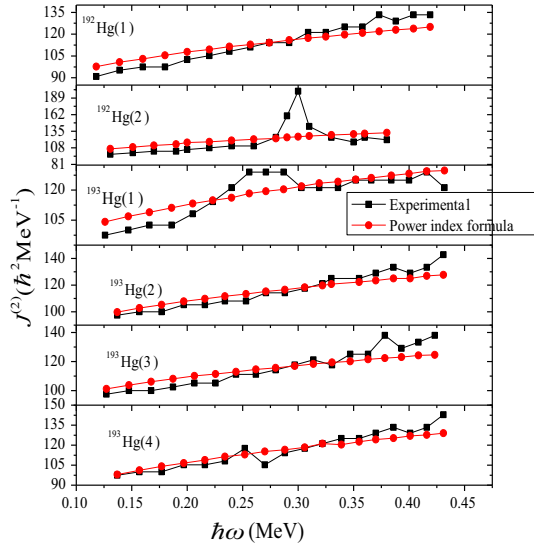 135
120
105
90
¹⁹²Hg(1)
189
162
135
108
81
¹⁹²Hg(2)
120
105
¹⁹³Hg(1)
Experimental
Power index formula
140
120
100
¹⁹³Hg(2)
140
120
100
¹⁹³Hg(3)
150
135
120
105
90
¹⁹³Hg(4)
0.10 0.15 0.20 0.25 0.30 0.35 0.40 0.45
J⁽²⁾(ℏ²MeV⁻¹)
ℏω(MeV)